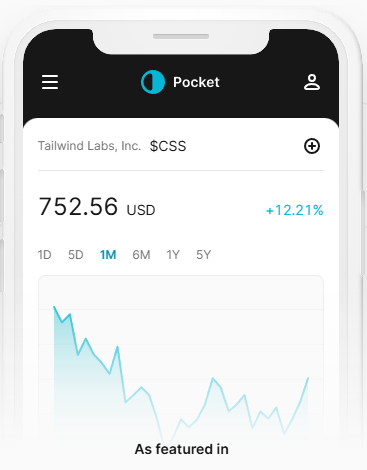 Pocket
Tailwind Labs, Inc. $CSS
752.56 USD +12.21%
1D 5D 1M 6M 1Y 5Y
As featured in